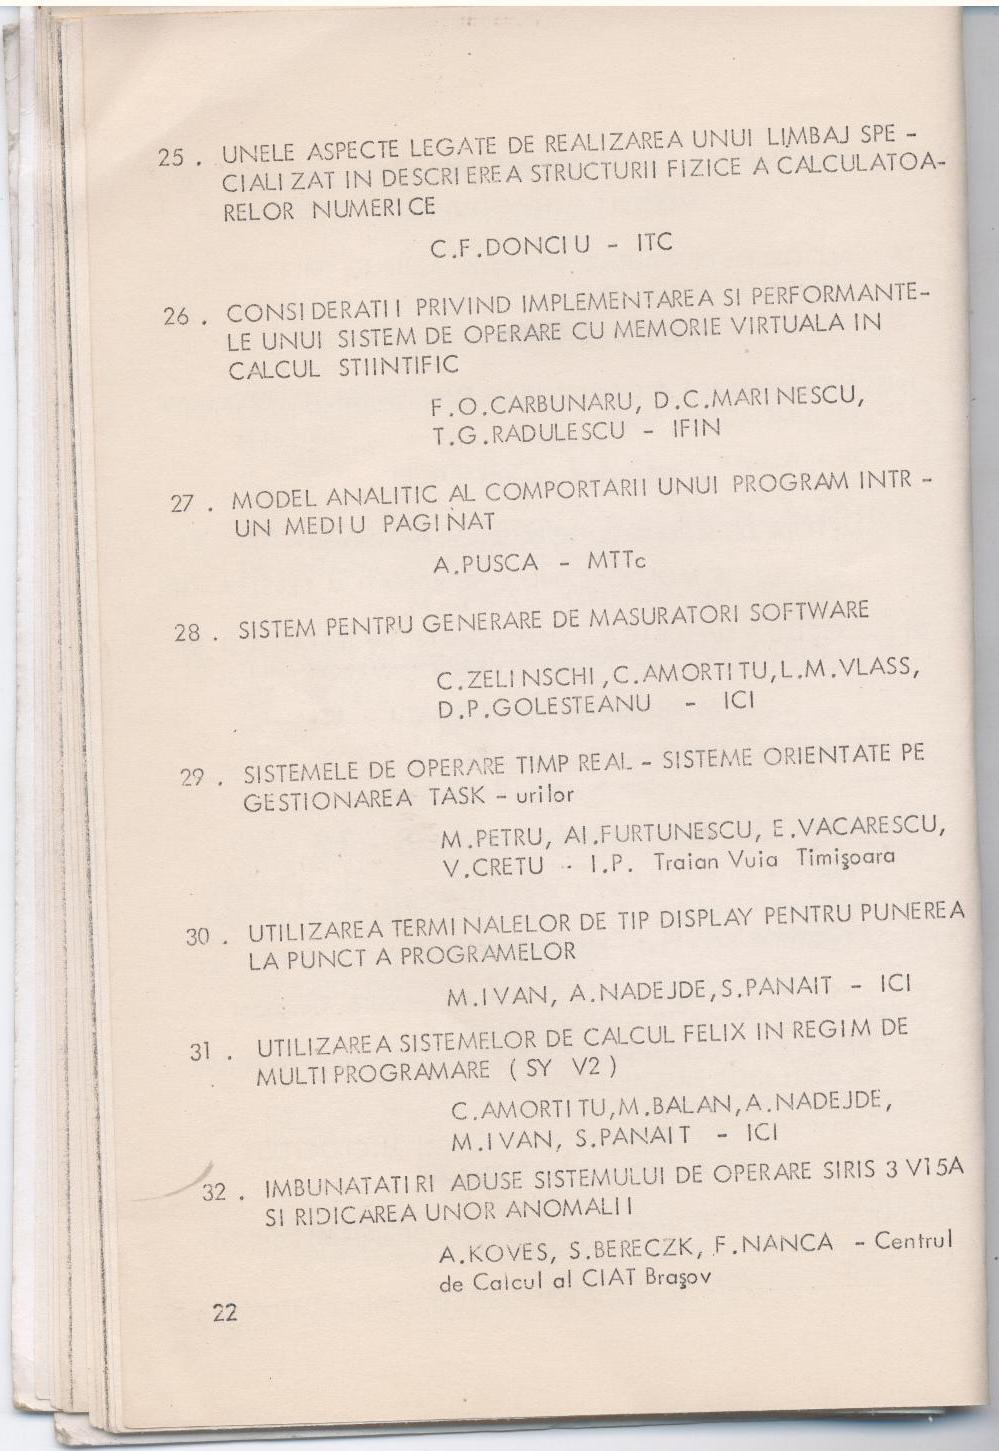 25 . UNELE ASPECTE LEGATE DE REALIZAREA UNUI LIMBAJ SPE -
CIALIZAT IN DESCRIEREA STRUCTURII FIZICE A CALCULATOA-
RELOR NUMERICE
C.F.DONCIU - ITC
26 . CONSIDERATII PRIVIND IMPLEMENTAREA SI PERFORMANTE-
LE UNUI SISTEM DE OPERARE CU MEMORIE VIRTUALA IN
CALCUL STIINTIFIC
F.O.CARBUNARU, D.C.MARINESCU,
T.G.RADULESCU - IFIN
27 . MODEL ANALITIC AL COMPORTARII UNUI PROGRAM INTR -
UN MEDIU PAGINAT
A.PUSCA - MTTc
28 . SISTEM PENTRU GENERARE DE MASURATORI SOFTWARE
C.ZELINSCHI,C.AMORTITU,L.M.VLASS,
D.P.GOLESTEANU - ICI
29 . SISTEMELE DE OPERARE TIMP REAL - SISTEME ORIENTATE PE
GESTIONAREA TASK - urilor
M.PETRU, Al.FURTUNESCU, E.VACARESCU,
V.CRETU - I.P. Traian Vuia Timişoara
30 . UTILIZAREA TERMINALELOR DE TIP DISPLAY PENTRU PUNEREA
LA PUNCT A PROGRAMELOR
M.IVAN, A.NADEJDE,S.PANAIT - ICI
31 . UTILIZAREA SISTEMELOR DE CALCUL FELIX IN REGIM DE
MULTIPROGRAMARE ( SY V2 )
C.AMORTITU,M.BALAN,A.NADEJDE,
M.IVAN, S.PANAIT - ICI
32 . IMBUNATATIRI ADUSE SISTEMULUI DE OPERARE SIRIS 3 V15A
SI RIDICAREA UNOR ANOMALII
A.KOVES, S.BERECZK, F.NANCA - Centrul
de Calcul al CIAT Braşov
22